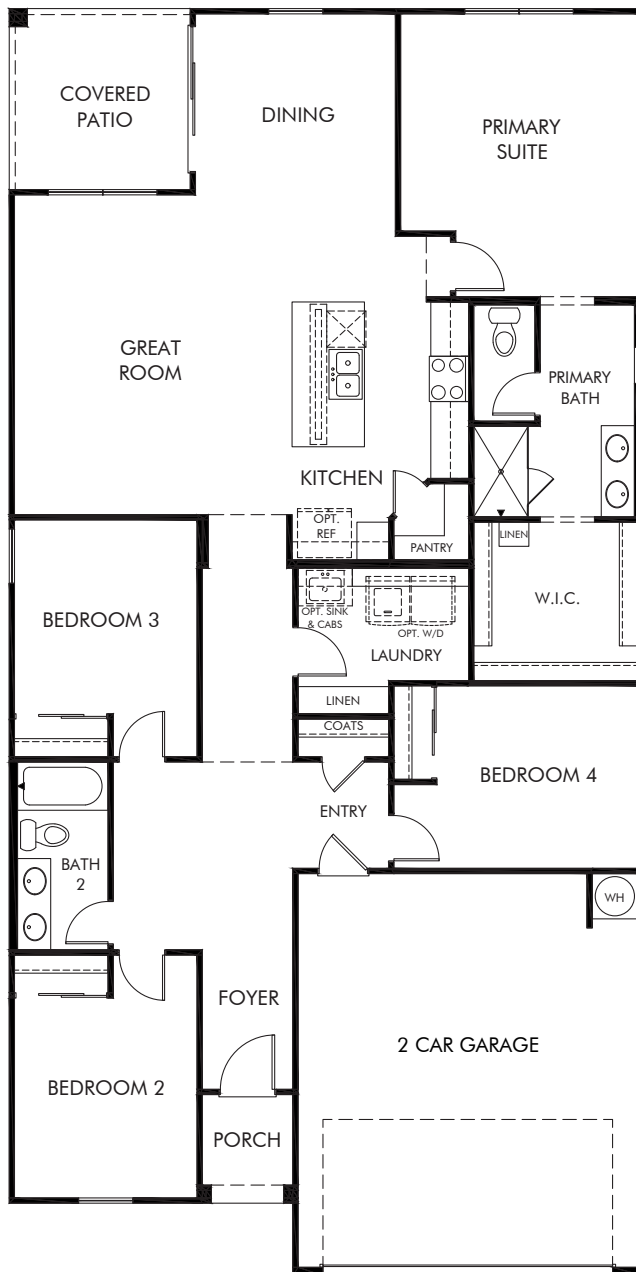 COVERED
PATIO
DINING
PRIMARY
SUITE
GREAT
ROOM
PRIMARY
BATH
KITCHEN
OPT.
REF
PANTRY
LINEN
W.I.C.
BEDROOM 3
OPT. SINK
& CABS
OPT. W/D
LAUNDRY
LINEN
COATS
BEDROOM 4
ENTRY
BATH
2
WH
FOYER
2 CAR GARAGE
BEDROOM 2
PORCH